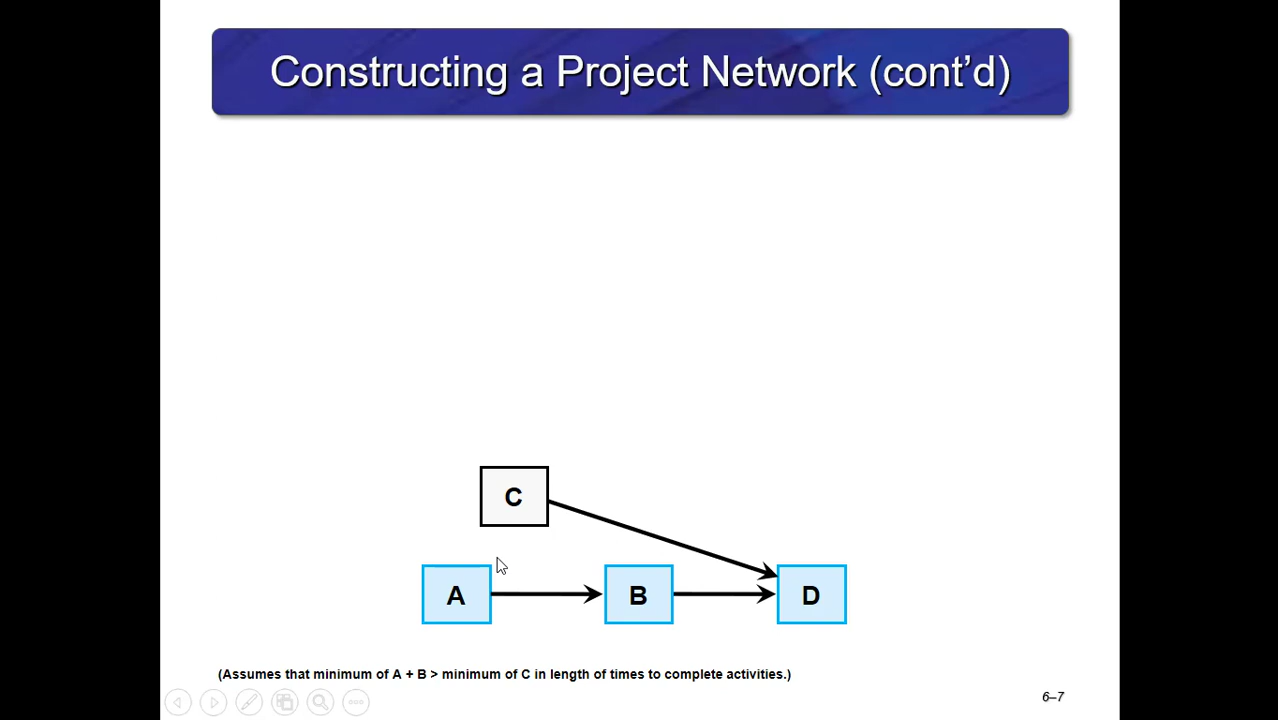 Constructing a Project Network (cont’d)
C
A
B
D
(Assumes that minimum of A + B > minimum of C in length of times to complete activities.)
6–7